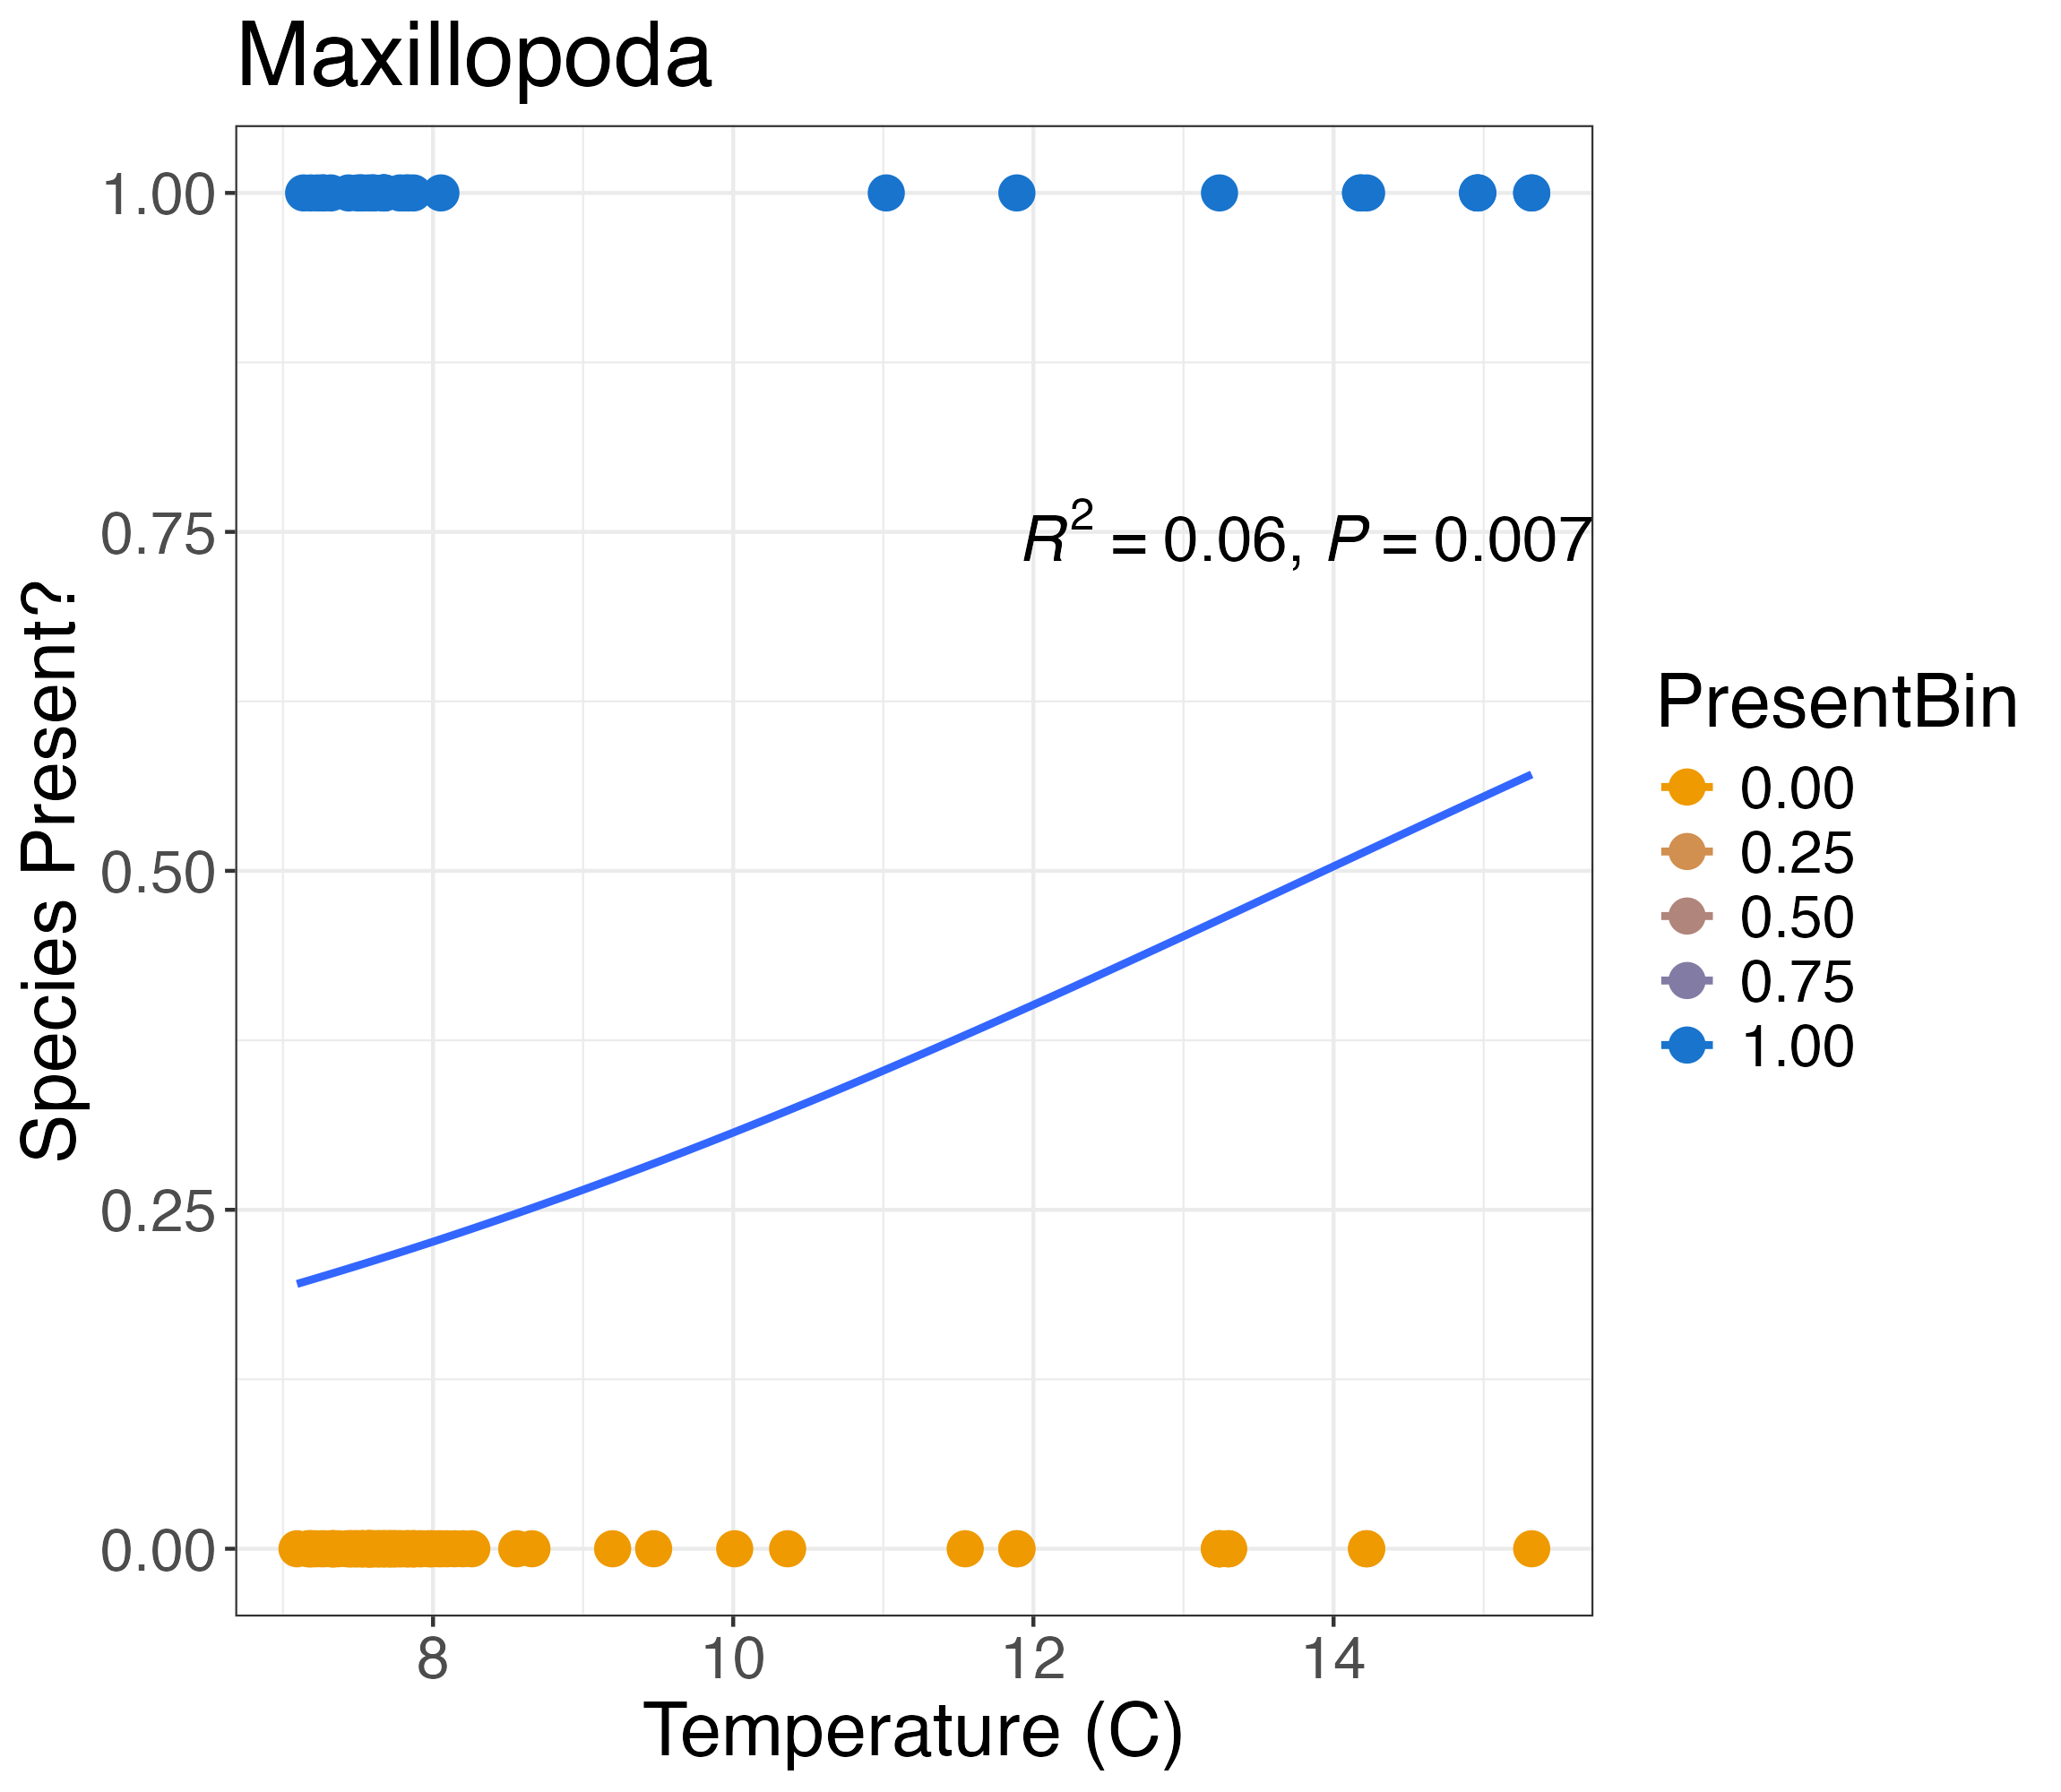 Maxillopoda
1.00
0.75
0.50
0.25
0.00
Species Present?
R² = 0.06, P = 0.007
8 10 12 14
Temperature (C)
PresentBin
0.00
0.25
0.50
0.75
1.00